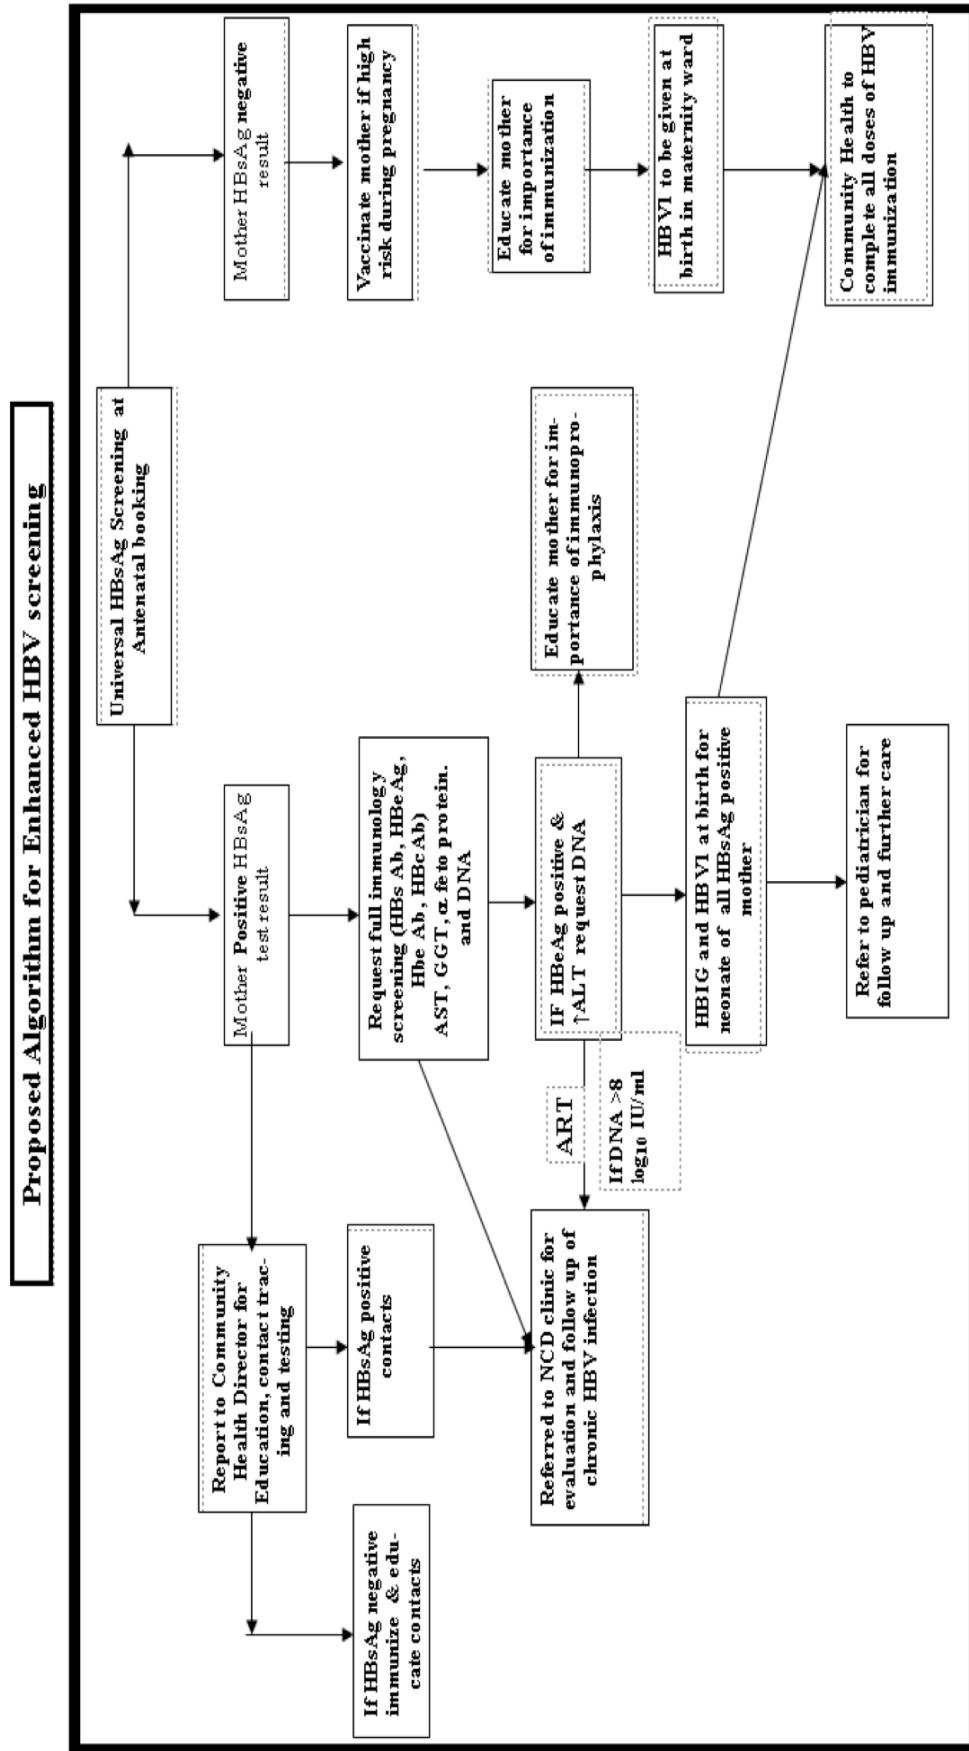 Proposed Algorithm for Enhanced HBV screening
Universal HBsAg Screening at
Antenatal booking
Mother Positive HBsAg
test result
Mother HBsAg negative
result
Report to Community
Health Director for
Education, contact trac-
ing and testing
If HBsAg negative
immunize & edu-
cate contacts
If HBsAg positive
contacts
Request full immunology
screening (HBs Ab, HBeAg,
Hbe Ab, HBcAb)
AST, GGT, α feto protein.
and DNA
Vaccinate mother if high
risk during pregnancy
Educate mother
for importance
of immunization
Referred to NCD clinic for
evaluation and follow up of
chronic HBV infection
ART
If DNA >8
log10 IU/ml
IF HBeAg positive &
↑ALT request DNA
Educate mother for im-
portance of immunopro-
phylaxis
HBV1 to be given at
birth in maternity ward
HBIG and HBV1 at birth for
neonate of all HBsAg positive
mother
Refer to pediatrician for
follow up and further care
Community Health to
complete all doses of HBV
immunization